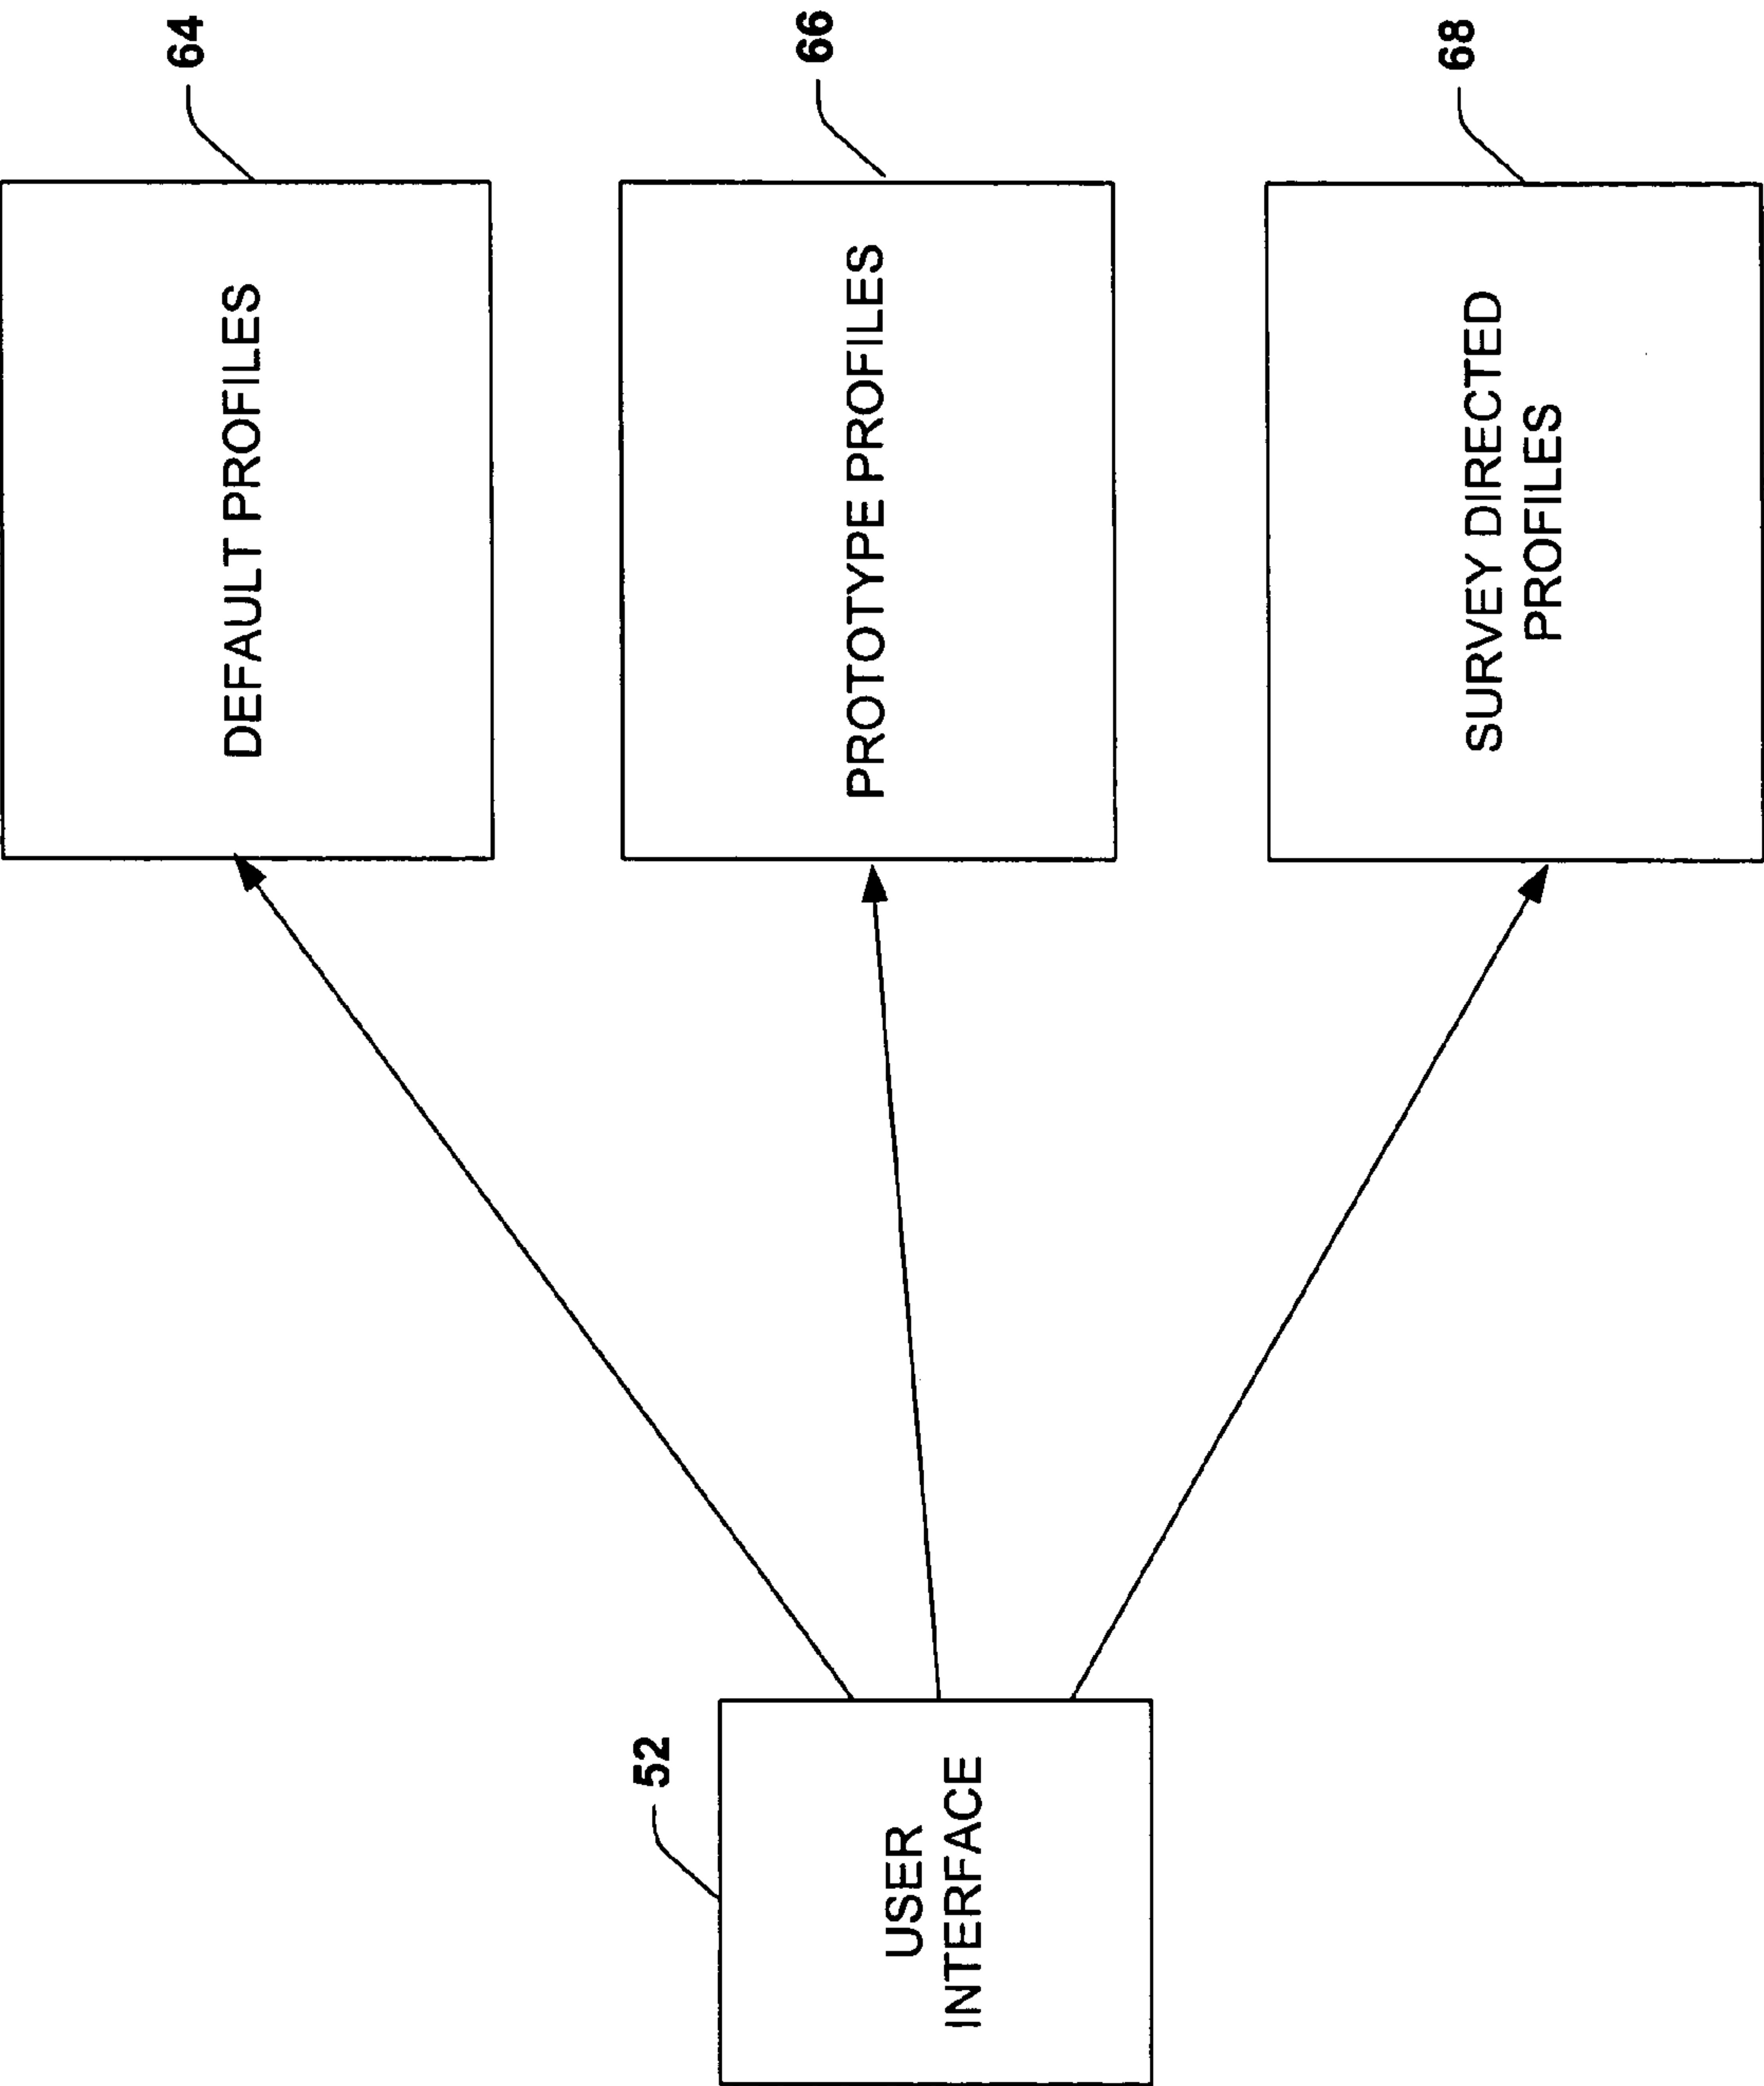 64
DEFAULT PROFILES
66
PROTOTYPE PROFILES
52
USER
INTERFACE
68
SURVEY DIRECTED
PROFILES